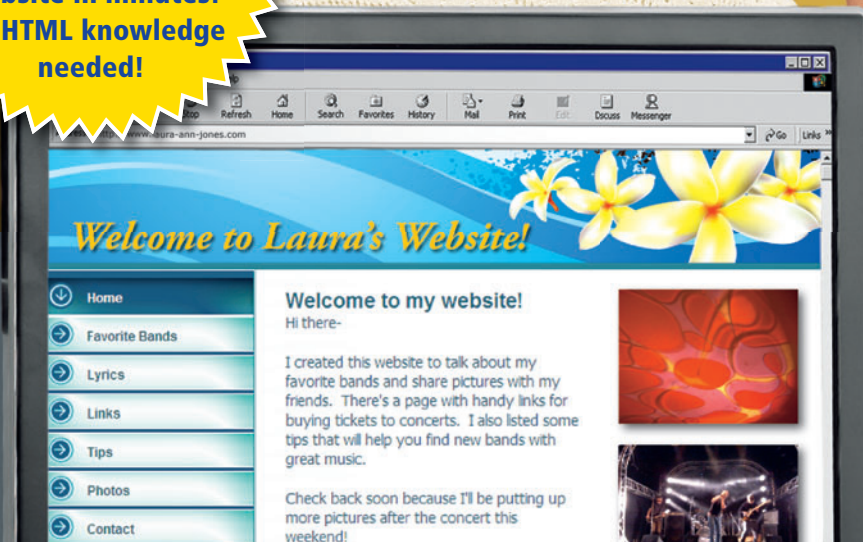 HTML knowledge
needed!
Stop Refresh Home Search Favorites History Mail Print Edit Discuss Messenger
www.laura-ann-jones.com Go Links »
Welcome to Laura's Website!
Home
Favorite Bands
Lyrics
Links
Tips
Photos
Contact
Welcome to my website!
Hi there-
I created this website to talk about my
favorite bands and share pictures with my
friends. There's a page with handy links for
buying tickets to concerts. I also listed some
tips that will help you find new bands with
great music.
Check back soon because I'll be putting up
more pictures after the concert this
weekend!